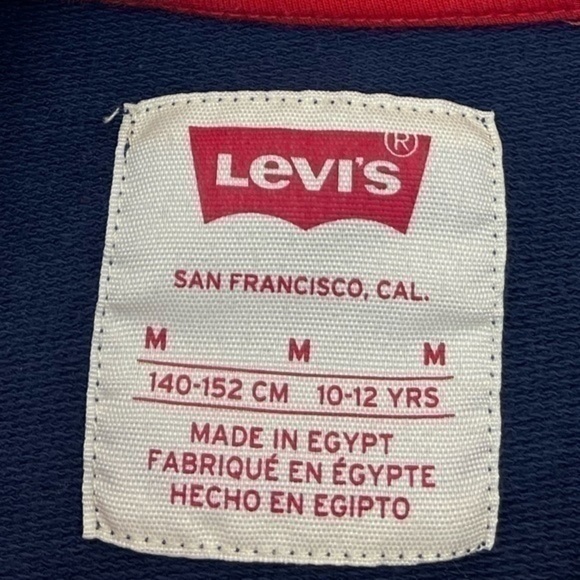 LEVI'S ®
SAN FRANCISCO, CAL.
M M M
140-152 CM 10-12 YRS
MADE IN EGYPT
FABRIQUÉ EN ÉGYPTE
HECHO EN EGIPTO